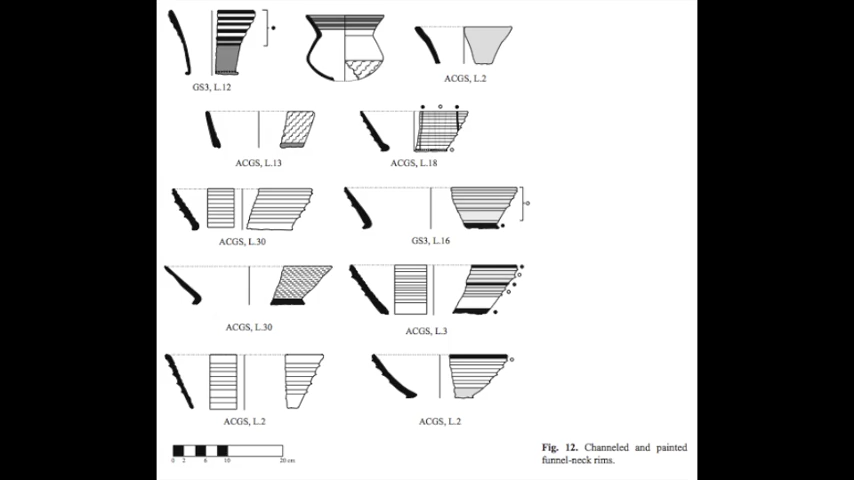 GS3, L.12
ACGS, L.2
ACGS, L.13
ACGS, L.18
ACGS, L.30
GS3, L.16
ACGS, L.30
ACGS, L.3
ACGS, L.2
ACGS, L.2
0 2 6 10 20 cm
Fig. 12. Channeled and painted
funnel-neck rims.